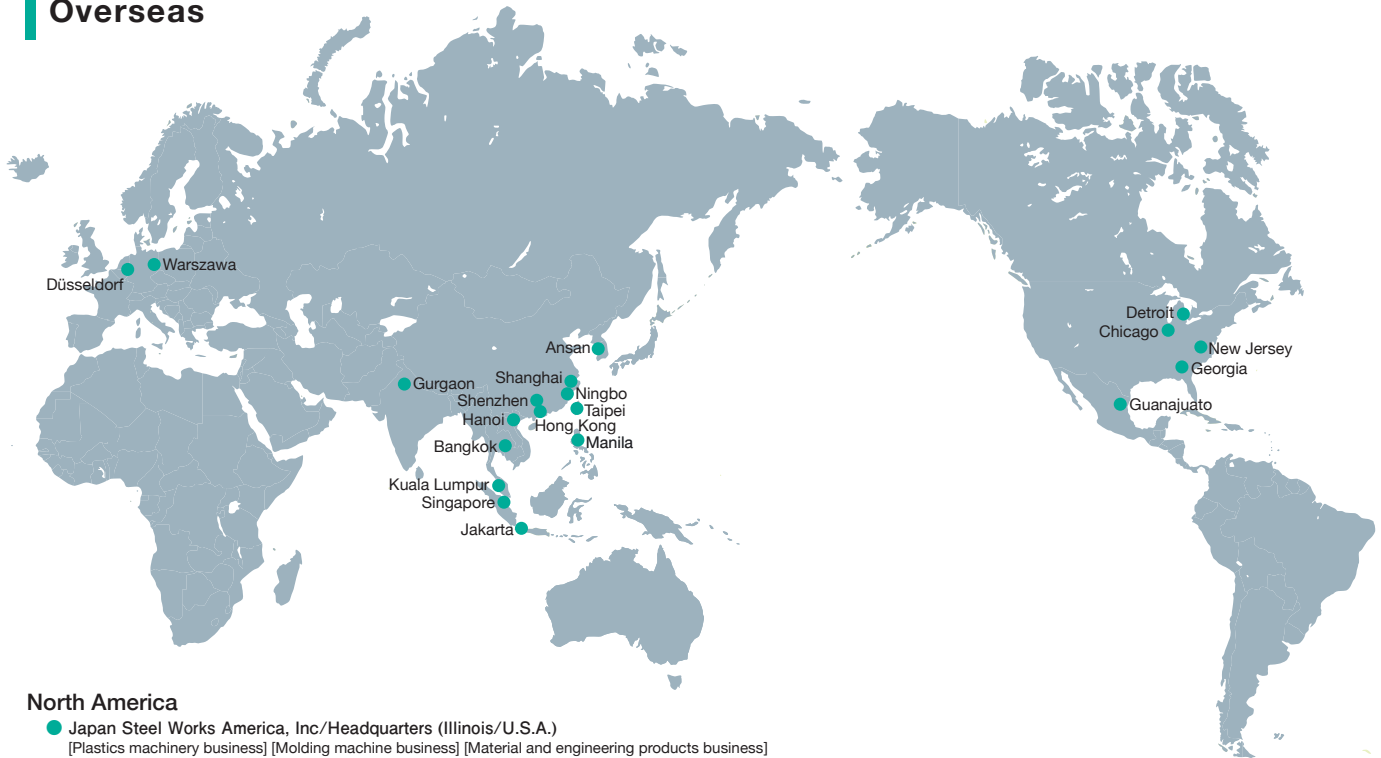 Overseas
Warszawa
Düsseldorf
Detroit
Chicago
Ansan
New Jersey
Georgia
Shanghai
Gurgaon
Ningbo
Shenzhen
Guanajuato
Taipei
Hanoi
Hong Kong
Manila
Bangkok
Kuala Lumpur
Singapore
Jakarta
North America
Japan Steel Works America, Inc/Headquarters (Illinois/U.S.A.)
[Plastics machinery business] [Molding machine business] [Material and engineering products business]